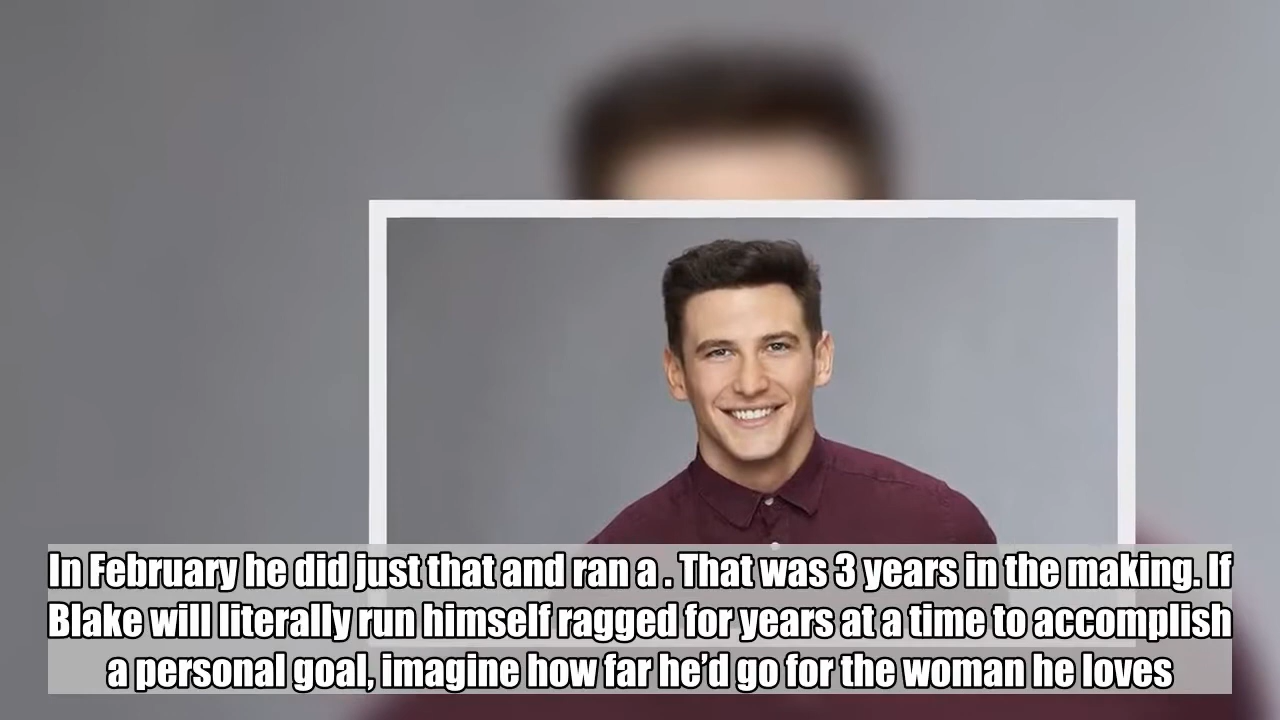 In February he did just that and ran a . That was 3 years in the making. If
Blake will literally run himself ragged for years at a time to accomplish
a personal goal, imagine how far he’d go for the woman he loves